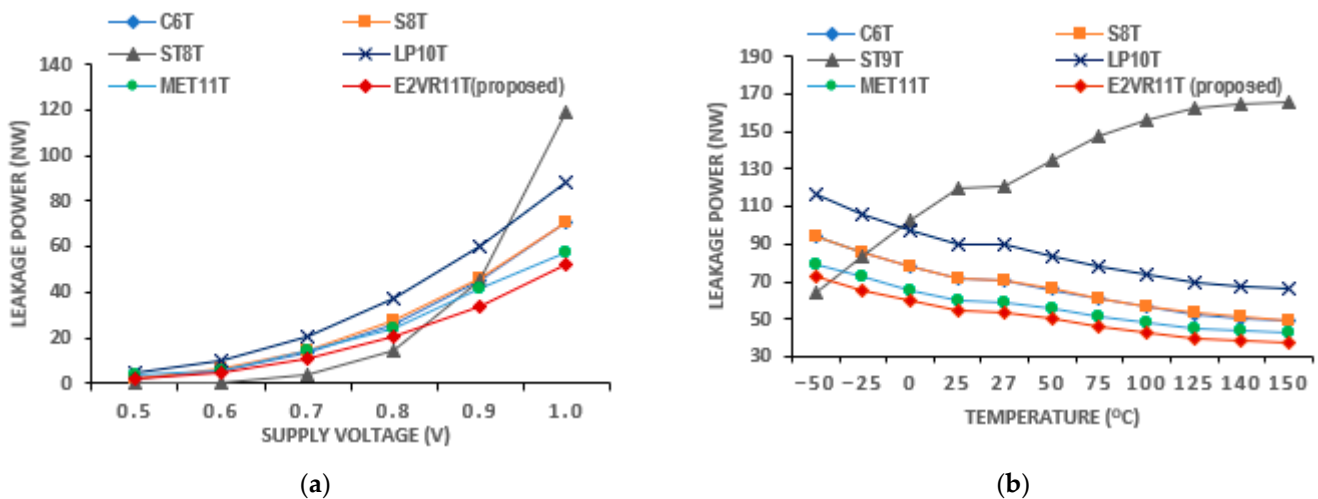 C6T S8T
ST8T LP10T
MET11T E2VR11T(proposed)
LEAKAGE POWER (NW)
140
120
100
80
60
40
20
0
0.5 0.6 0.7 0.8 0.9 1.0
SUPPLY VOLTAGE (V)
(a)
C6T S8T
ST9T LP10T
MET11T E2VR11T (proposed)
LEAKAGE POWER (NW)
190
170
150
130
110
90
70
50
30
−50 −25 0 25 27 50 75 100 125 140 150
TEMPERATURE (⁰C)
(b)